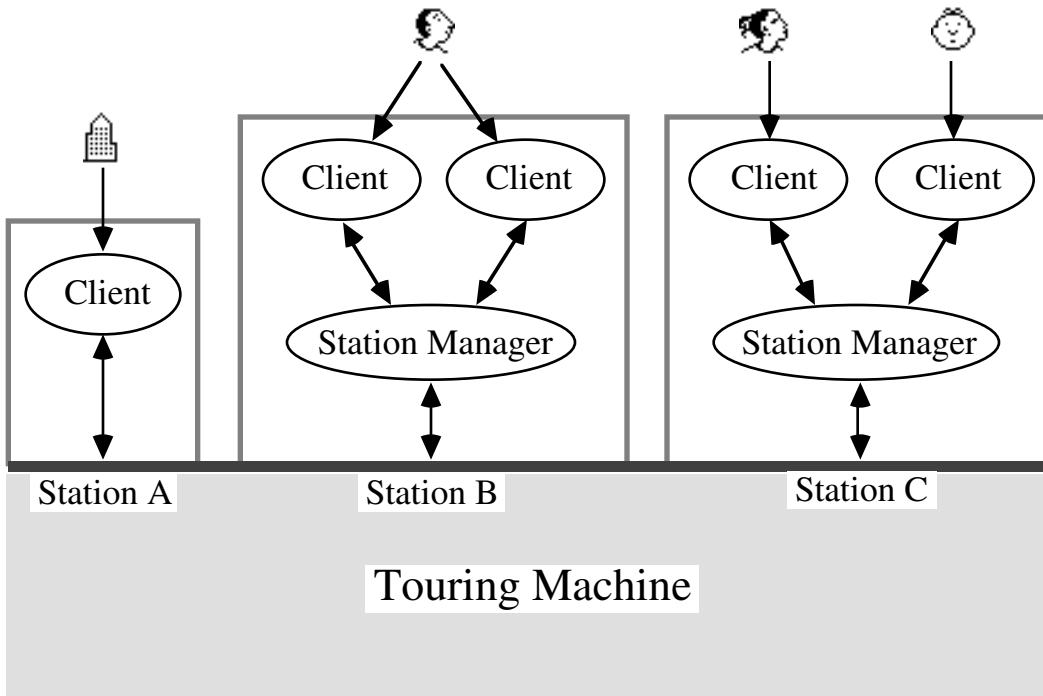 Client
Client
Client
Client
Client
Station Manager
Station Manager
Station A
Station B
Station C
Touring Machine